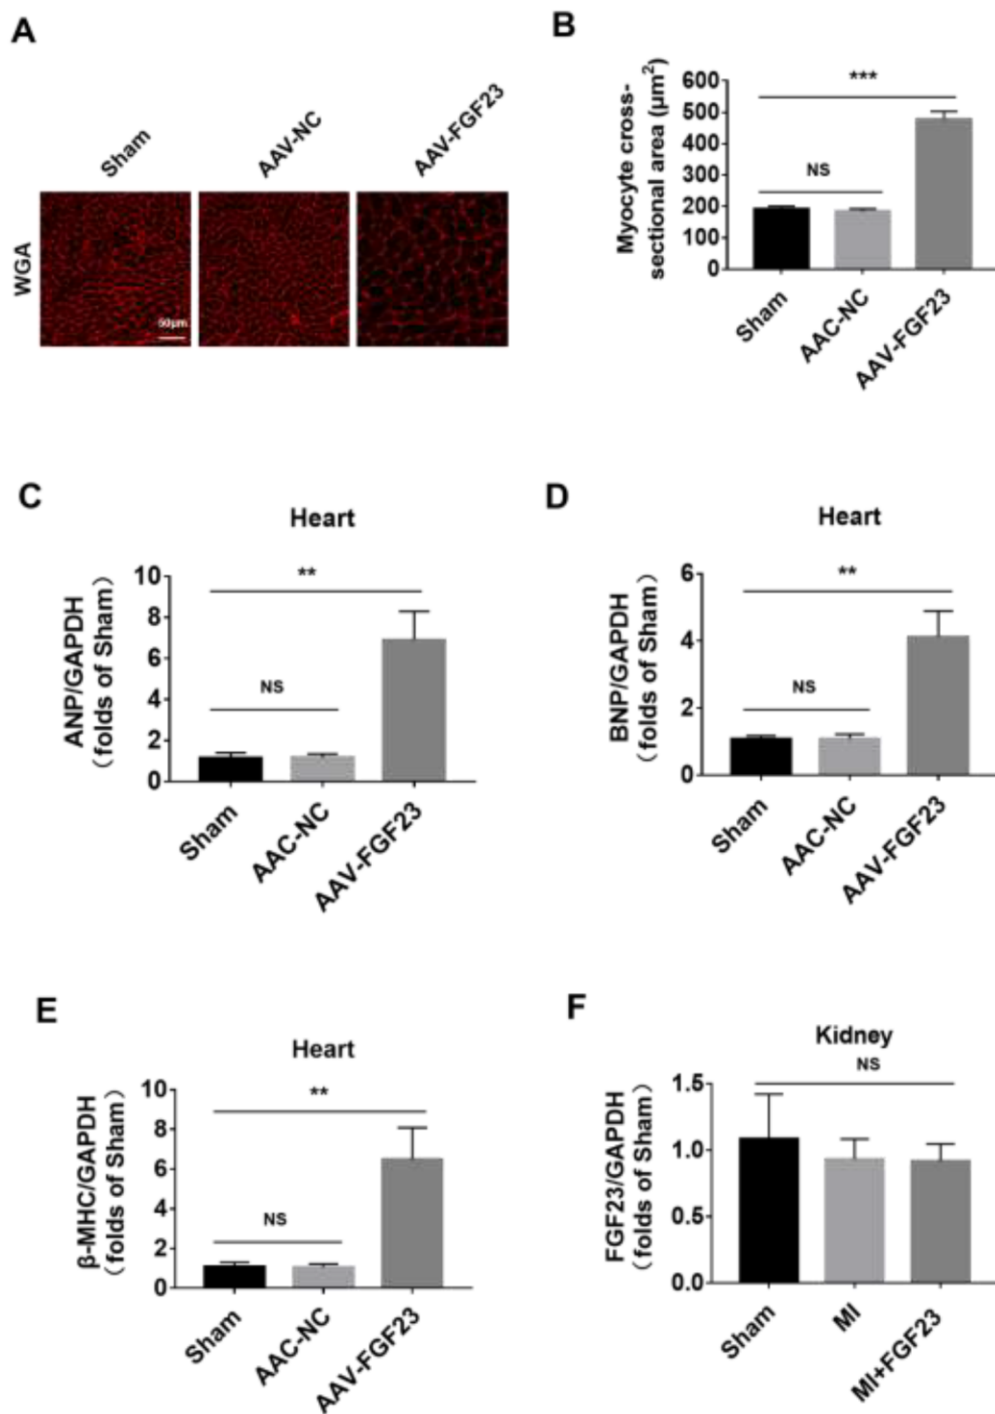 A
Sham
AAV-NC
AAV-FGF23
WGA
50μm
B
Myocyte cross-
sectional area (μm²)
600
500
400
300
200
100
0
***
NS
Sham
AAC-NC
AAV-FGF23
C
Heart
ANP/GAPDH
(folds of Sham)
10
8
6
4
2
0
**
NS
Sham
AAC-NC
AAV-FGF23
D
Heart
BNP/GAPDH
(folds of Sham)
6
4
2
0
**
NS
Sham
AAC-NC
AAV-FGF23
E
Heart
β-MHC/GAPDH
(folds of Sham)
10
8
6
4
2
0
**
NS
Sham
AAC-NC
AAV-FGF23
F
Kidney
FGF23/GAPDH
(folds of Sham)
1.5
1.0
0.5
0.0
NS
Sham
MI
MI+FGF23